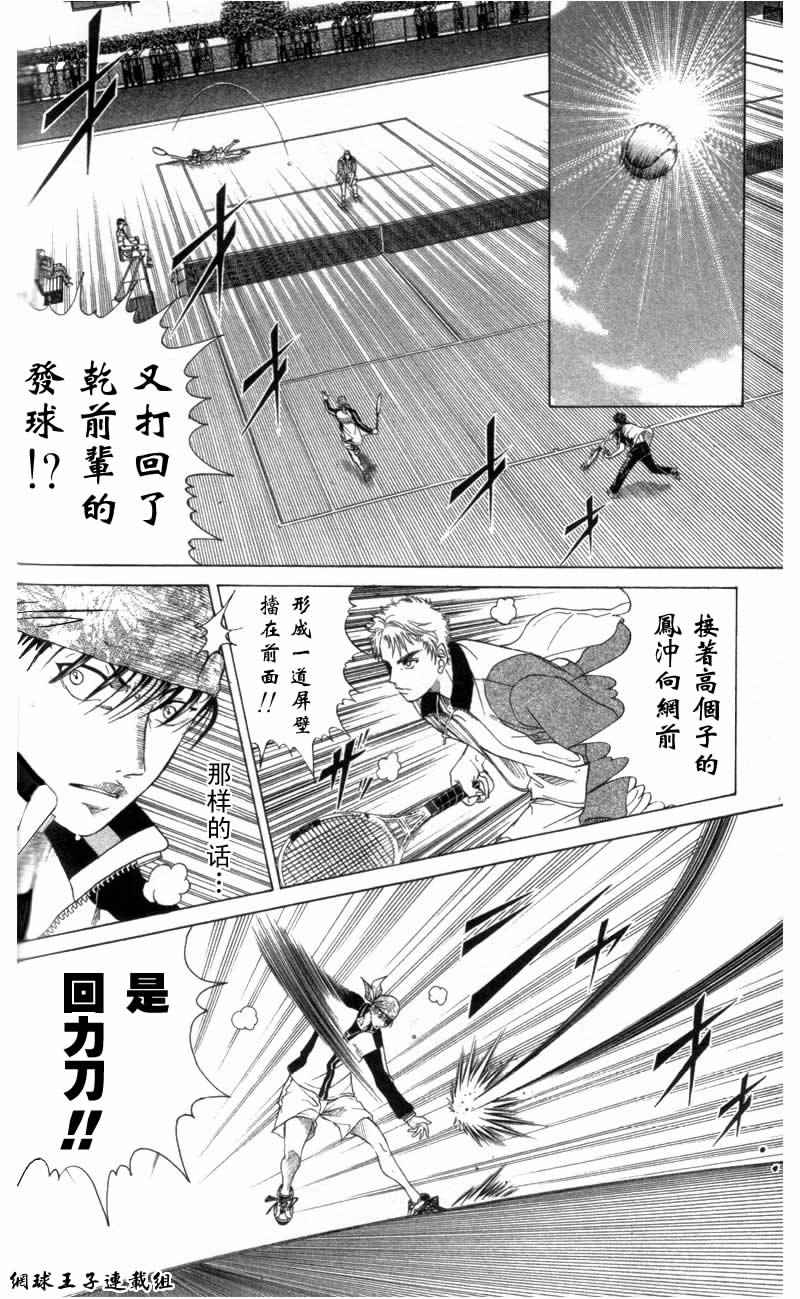 又打回了
乾前輩的
發球!?
接著高個子的
鳳沖向網前
形成一道屏壁
擋在前面!!
那样的话…
是
回力刀!!
網球王子連載組